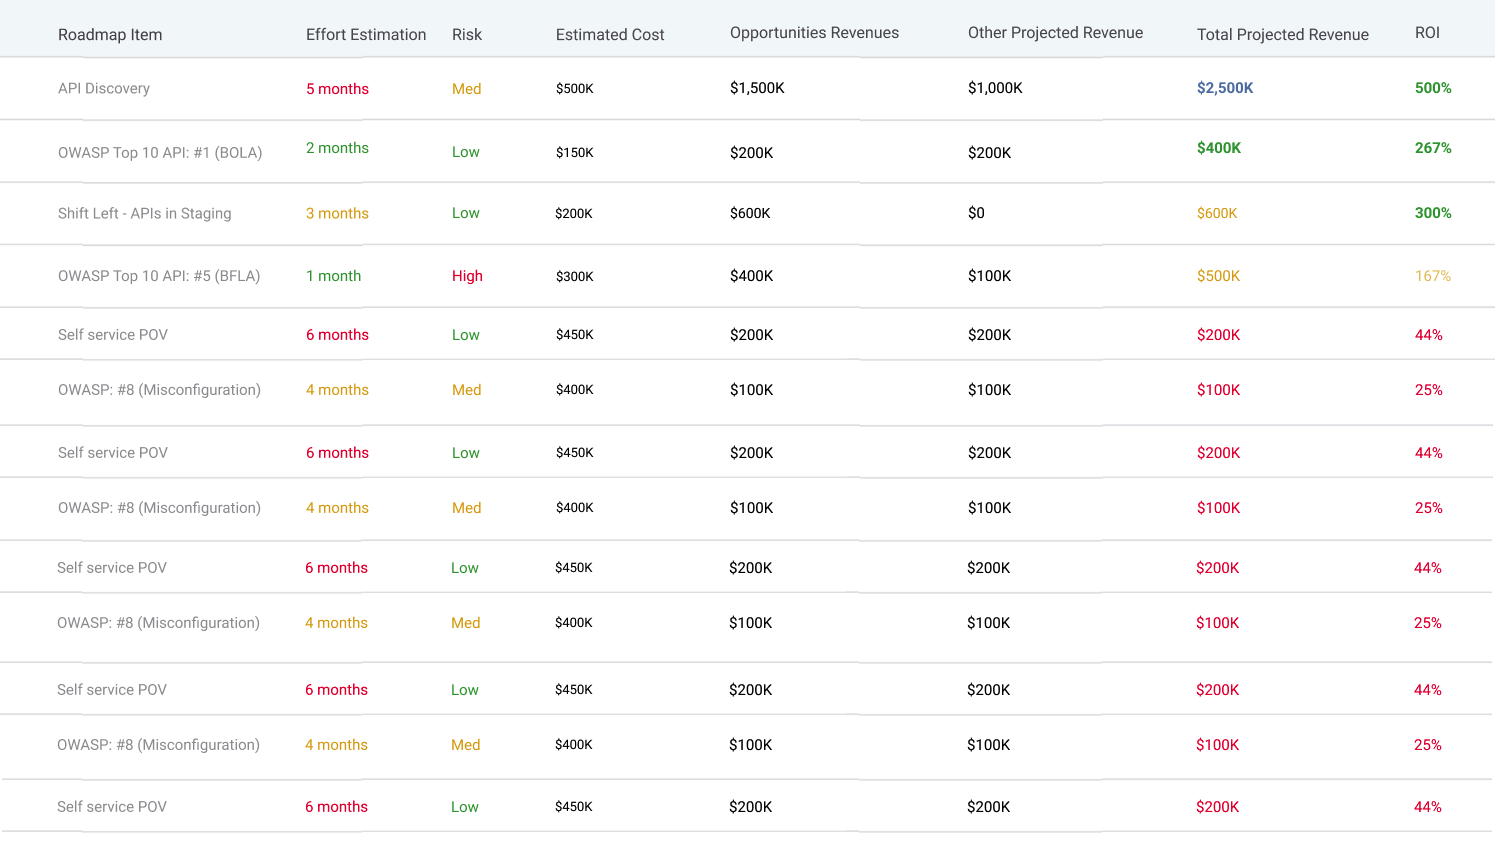 Roadmap Item Effort Estimation Risk Estimated Cost Opportunities Revenues Other Projected Revenue Total Projected Revenue ROI
API Discovery 5 months Med $500K $1,500K $1,000K $2,500K 500%
OWASP Top 10 API: #1 (BOLA) 2 months Low $150K $200K $200K $400K 267%
Shift Left - APIs in Staging 3 months Low $200K $600K $0 $600K 300%
OWASP Top 10 API: #5 (BFLA) 1 month High $300K $400K $100K $500K 167%
Self service POV 6 months Low $450K $200K $200K $200K 44%
OWASP: #8 (Misconfiguration) 4 months Med $400K $100K $100K $100K 25%
Self service POV 6 months Low $450K $200K $200K $200K 44%
OWASP: #8 (Misconfiguration) 4 months Med $400K $100K $100K $100K 25%
Self service POV 6 months Low $450K $200K $200K $200K 44%
OWASP: #8 (Misconfiguration) 4 months Med $400K $100K $100K $100K 25%
Self service POV 6 months Low $450K $200K $200K $200K 44%
OWASP: #8 (Misconfiguration) 4 months Med $400K $100K $100K $100K 25%
Self service POV 6 months Low $450K $200K $200K $200K 44%